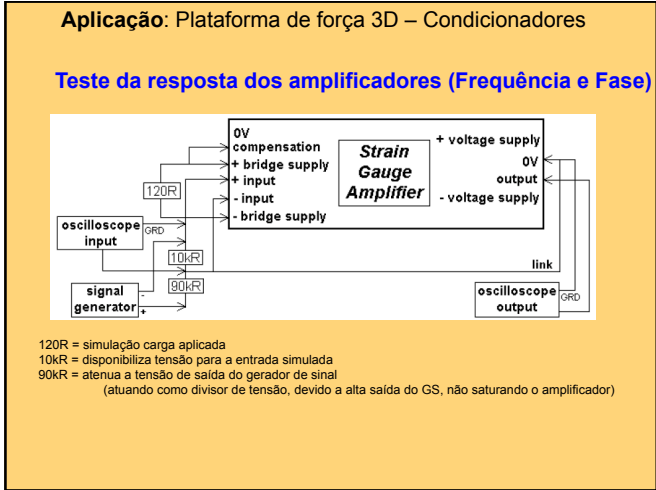 Aplicação: Plataforma de força 3D – Condicionadores
Teste da resposta dos amplificadores (Frequência e Fase)
0V
compensation
+ bridge supply
+ input
- input
- bridge supply
Strain
Gauge
Amplifier
+ voltage supply
0V
output
- voltage supply
120R
oscilloscope
input
GRD
10kR
90kR
signal
generator
-
+
link
oscilloscope
output
GRD
120R = simulação carga aplicada
10kR = disponibiliza tensão para a entrada simulada
90kR = atenua a tensão de saída do gerador de sinal
(atuando como divisor de tensão, devido a alta saída do GS, não saturando o amplificador)